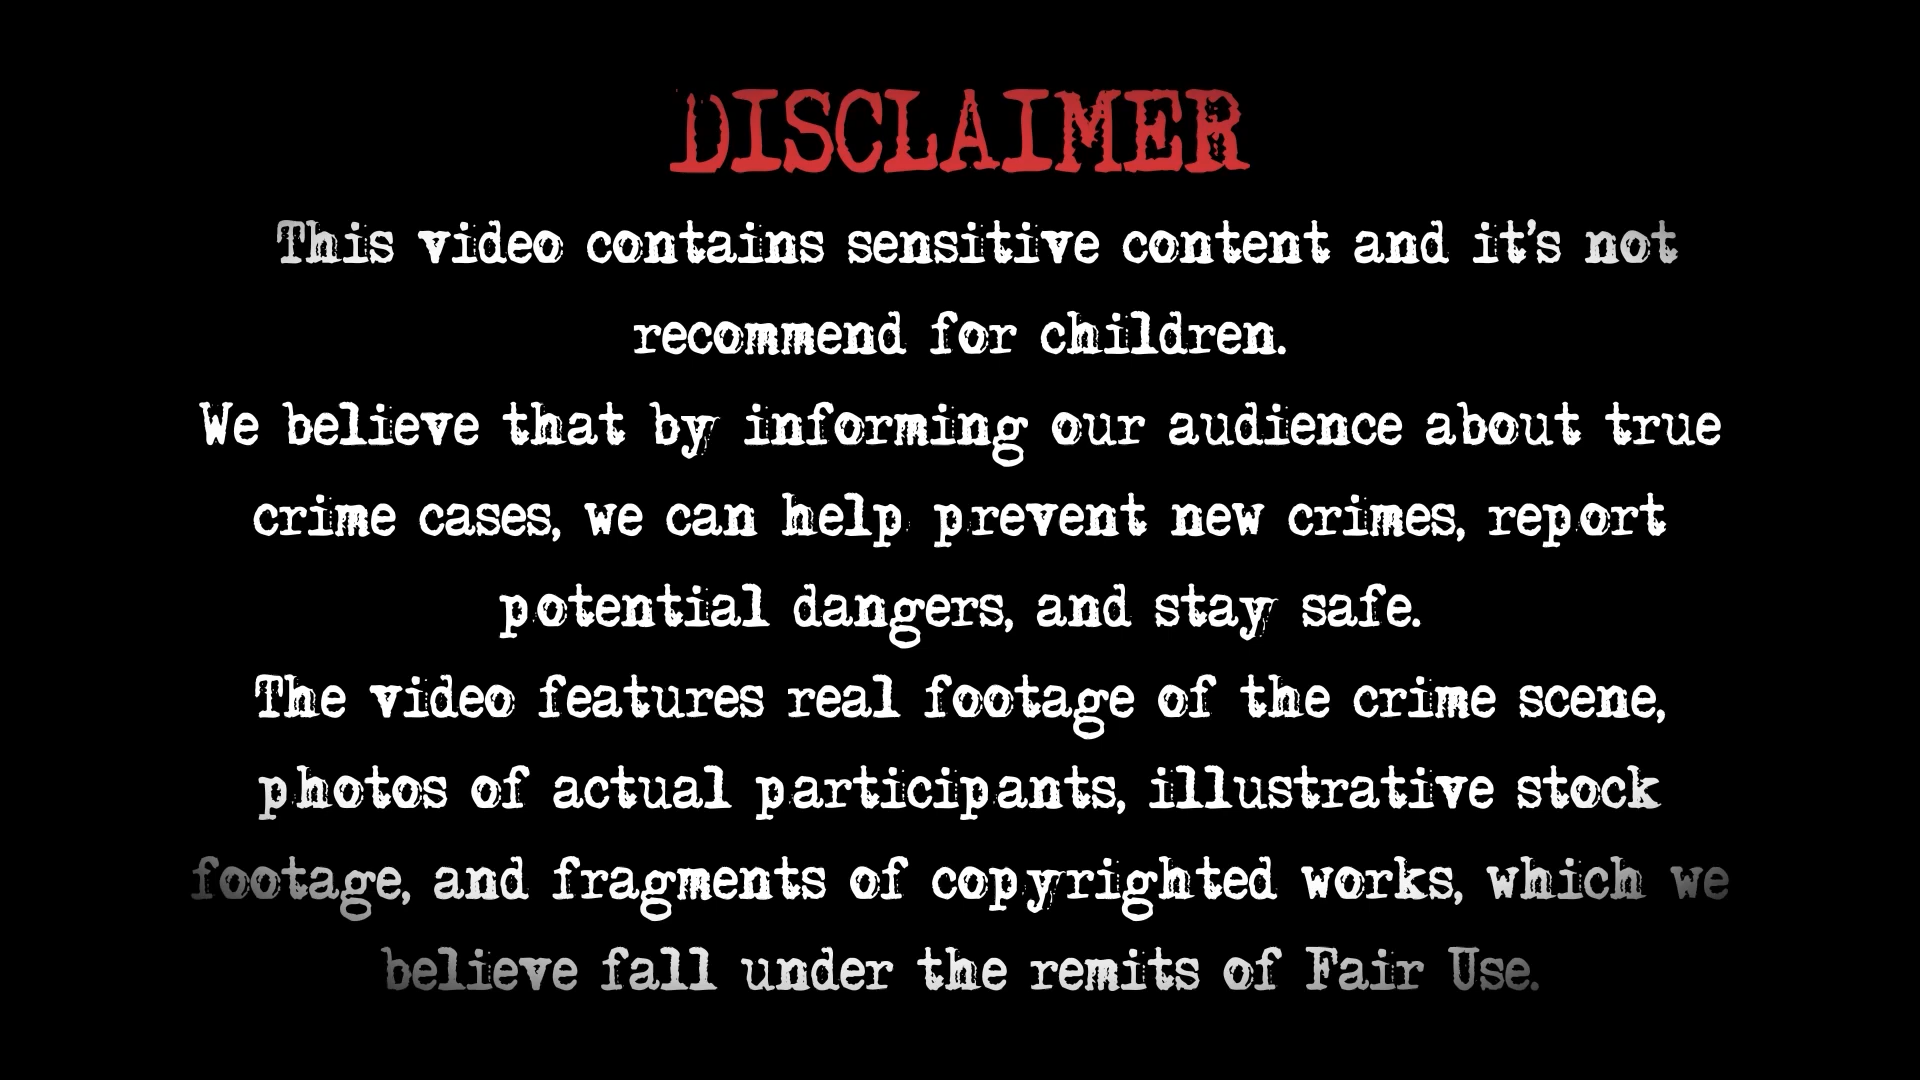 DISCLAIMER
This video contains sensitive content and it's not
recommend for children.
We believe that by informing our audience about true
crime cases, we can help prevent new crimes, report
potential dangers, and stay safe.
The video features real footage of the crime scene,
photos of actual participants, illustrative stock
footage, and fragments of copyrighted works, which we
believe fall under the remits of Fair Use.